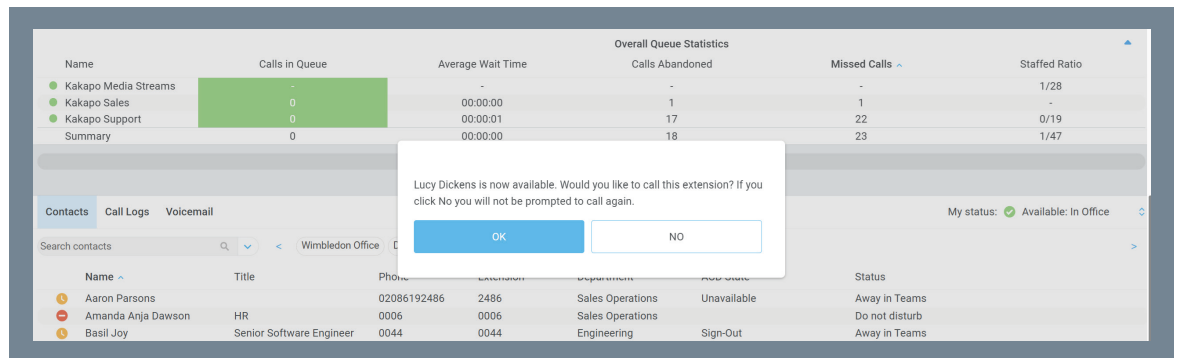 Overall Queue Statistics
Name Calls in Queue Average Wait Time Calls Abandoned Missed Calls Staffed Ratio
Kakapo Media Streams - - - - 1/28
Kakapo Sales 0 00:00:00 1 1 -
Kakapo Support 0 00:00:01 17 22 0/19
Summary 0 00:00:00 18 23 1/47
Lucy Dickens is now available. Would you like to call this extension? If you
click No you will not be prompted to call again.
OK NO
Contacts Call Logs Voicemail My status: Available: In Office
Search contacts < Wimbledon Office >
Name Title Phone Extension Department ACD State Status
Aaron Parsons 02086192486 2486 Sales Operations Unavailable Away in Teams
Amanda Anja Dawson HR 0006 0006 Sales Operations Do not disturb
Basil Joy Senior Software Engineer 0044 0044 Engineering Sign-Out Away in Teams